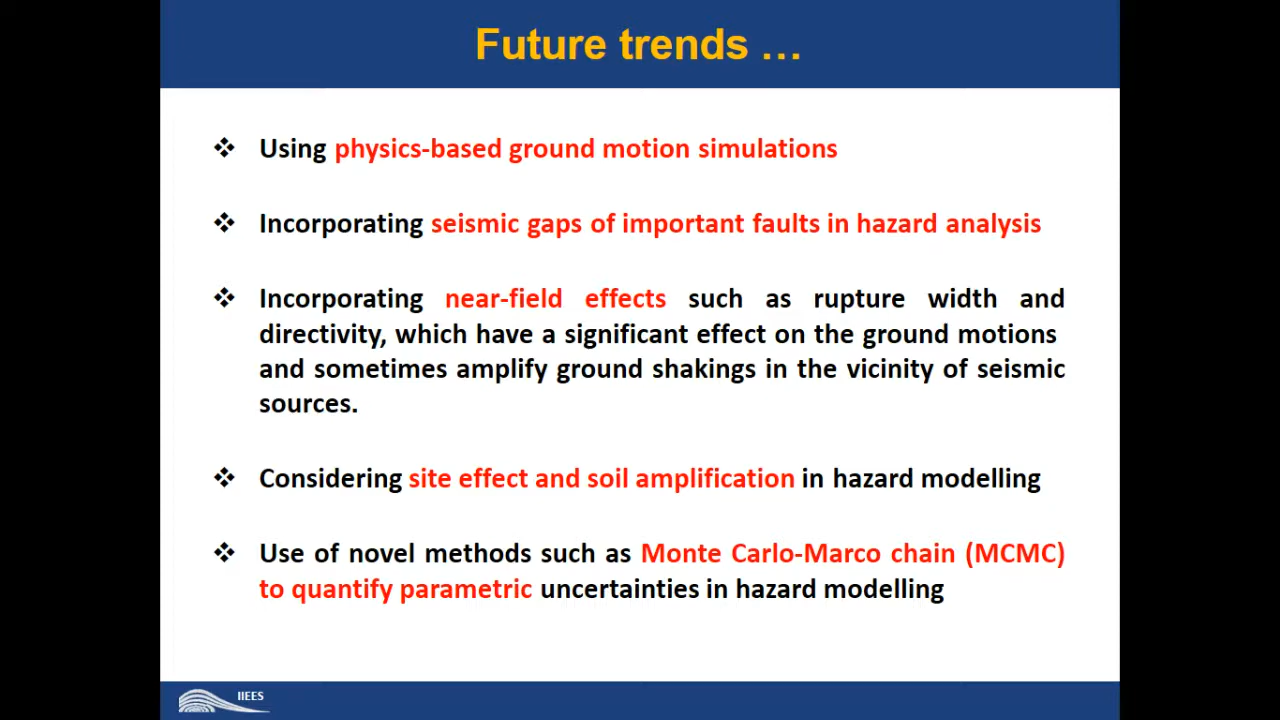 Future trends ...
❖ Using physics-based ground motion simulations
❖ Incorporating seismic gaps of important faults in hazard analysis
❖ Incorporating near-field effects such as rupture width and
directivity, which have a significant effect on the ground motions
and sometimes amplify ground shakings in the vicinity of seismic
sources.
❖ Considering site effect and soil amplification in hazard modelling
❖ Use of novel methods such as Monte Carlo-Marco chain (MCMC)
to quantify parametric uncertainties in hazard modelling
IIEES